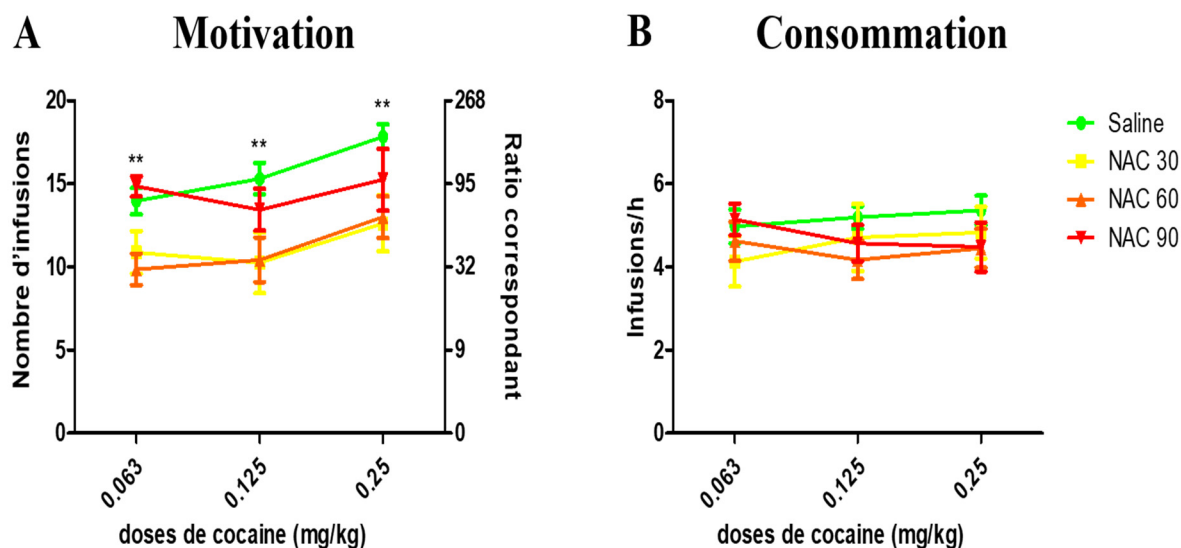 A
Motivation
Nombre d'infusions
20
15
10
5
0
**
**
**
268
95
32
9
0
Ratio correspondant
0.063
0.125
0.25
doses de cocaine (mg/kg)
B
Consommation
Infusions/h
8
6
4
2
0
0.063
0.125
0.25
doses de cocaine (mg/kg)
Saline
NAC 30
NAC 60
NAC 90